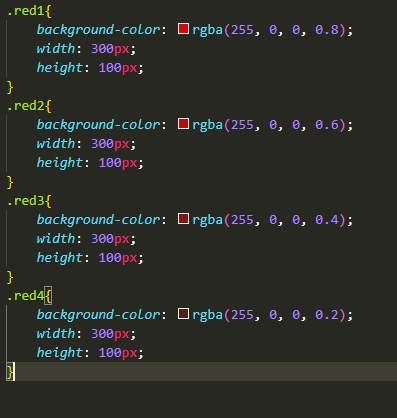 .red1{
background-color: rgba(255, 0, 0, 0.8);
width: 300px;
height: 100px;
}
.red2{
background-color: rgba(255, 0, 0, 0.6);
width: 300px;
height: 100px;
}
.red3{
background-color: rgba(255, 0, 0, 0.4);
width: 300px;
height: 100px;
}
.red4{
background-color: rgba(255, 0, 0, 0.2);
width: 300px;
height: 100px;
}